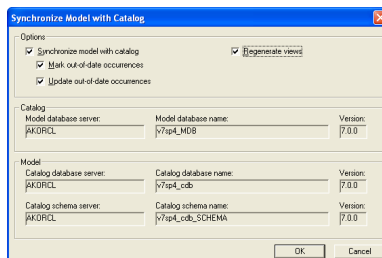 Synchronize Model with Catalog
Options
Synchronize model with catalog
Regenerate views
Mark out-of-date occurrences
Update out-of-date occurrences
Catalog
Model database server: Model database name: Version:
AKORCL v7sp4_MDB 7.0.0
Model
Catalog database server: Catalog database name: Version:
AKORCL v7sp4_cdb 7.0.0
Catalog schema server: Catalog schema name: Version:
AKORCL v7sp4_cdb_SCHEMA 7.0.0
OK Cancel